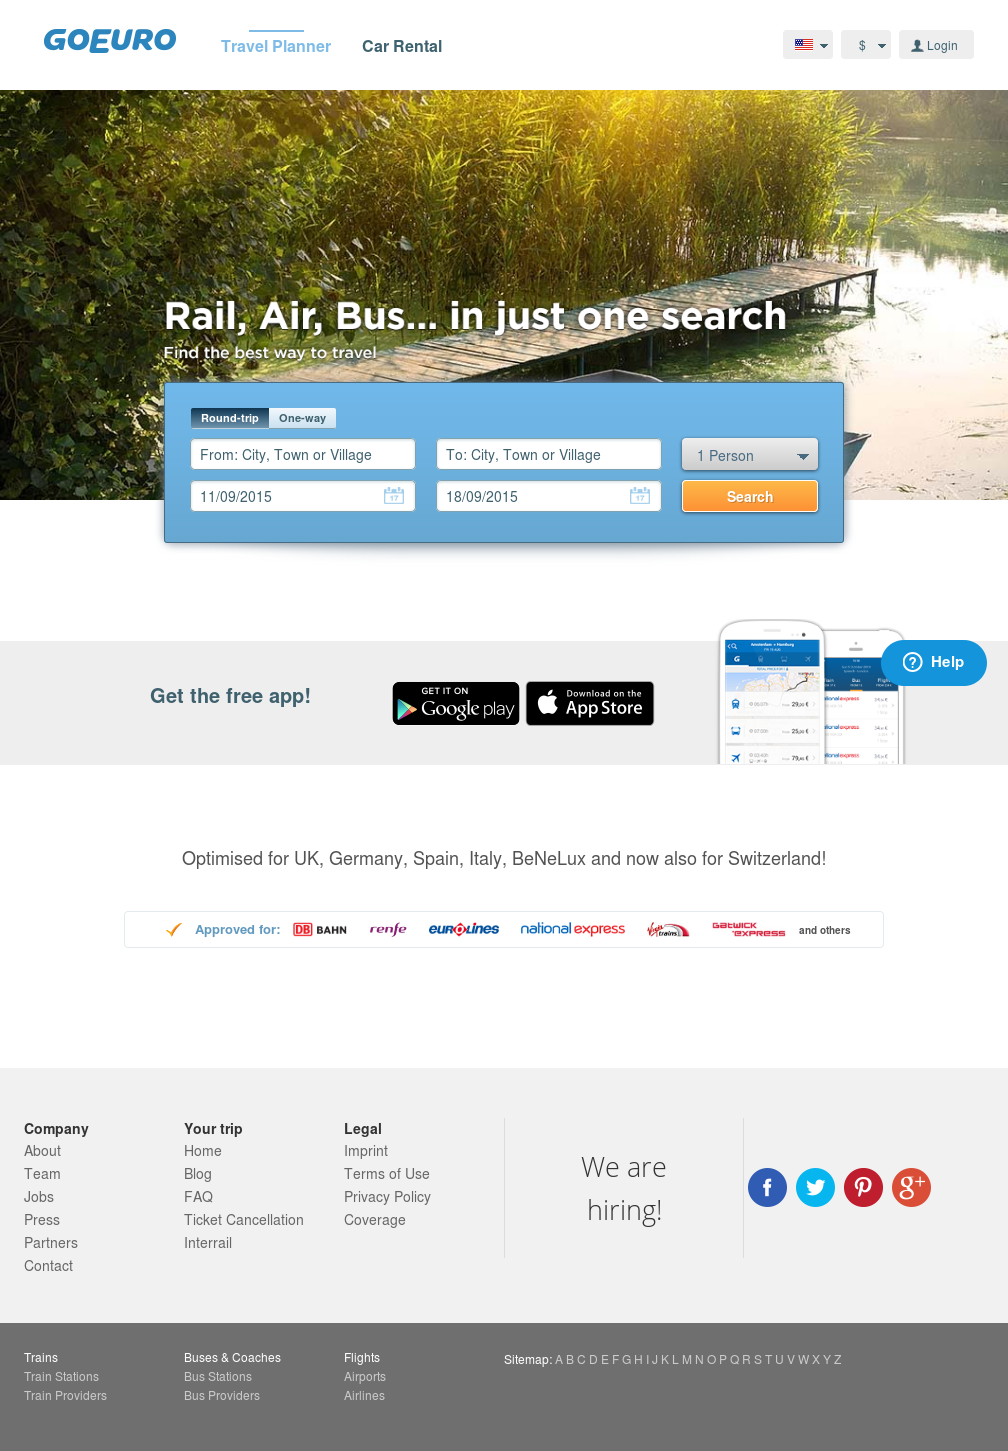 GOEURO
Travel Planner
Car Rental
$
Login
Rail, Air, Bus... in just one search
Find the best way to travel
Round-trip
One-way
From: City, Town or Village
To: City, Town or Village
1 Person
11/09/2015
17
18/09/2015
17
Search
Get the free app!
GET IT ON
Google play
Download on the
App Store
Help
Optimised for UK, Germany, Spain, Italy, BeNeLux and now also for Switzerland!
Approved for:
DB BAHN
renfe
eurolines
national express
Virgin trains
Gatwick express
and others
Company
About
Team
Jobs
Press
Partners
Contact
Your trip
Home
Blog
FAQ
Ticket Cancellation
Interrail
Legal
Imprint
Terms of Use
Privacy Policy
Coverage
We are
hiring!
Trains
Train Stations
Train Providers
Buses & Coaches
Bus Stations
Bus Providers
Flights
Airports
Airlines
Sitemap: A B C D E F G H I J K L M N O P Q R S T U V W X Y Z